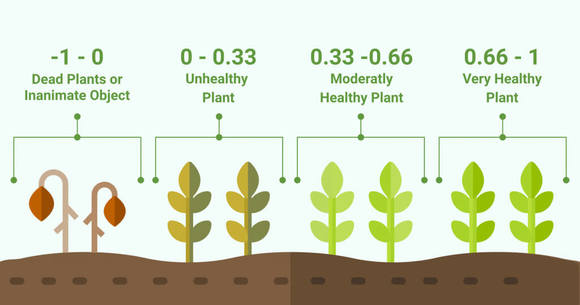 -1 - 0
Dead Plants or
Inanimate Object
0 - 0.33
Unhealthy
Plant
0.33 -0.66
Moderatly
Healthy Plant
0.66 - 1
Very Healthy
Plant